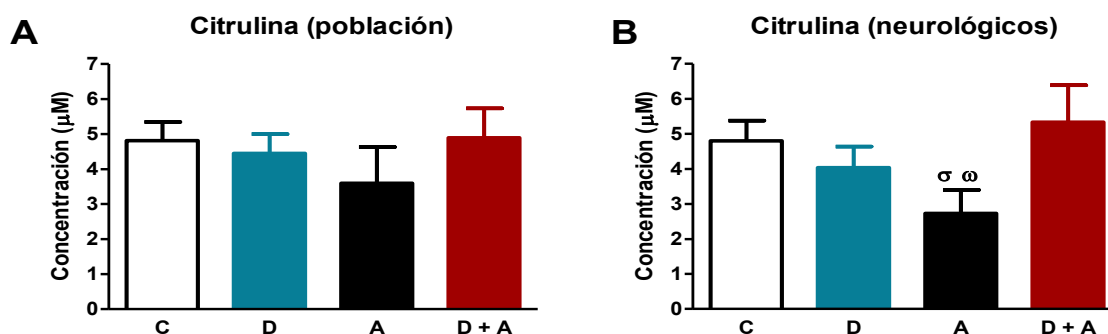 A
Citrulina (población)
Concentración (μM)
7
6
5
4
3
2
1
0
C D A D + A
B
Citrulina (neurológicos)
Concentración (μM)
7
6
5
4
3
2
1
0
σ ω
C D A D + A